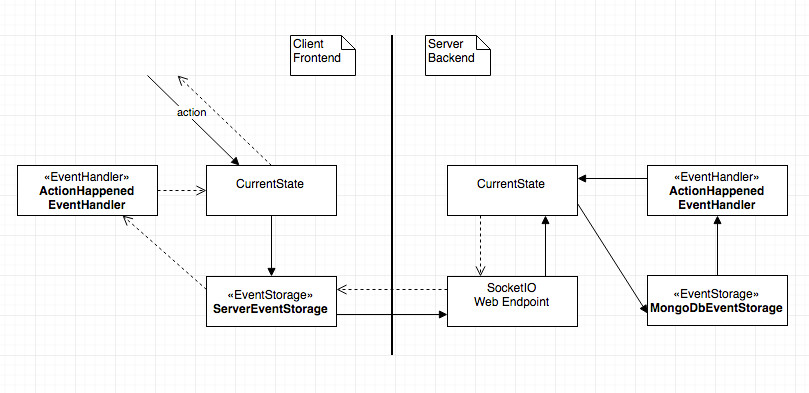 Client
Frontend
Server
Backend
action
«EventHandler»
ActionHappened
EventHandler
CurrentState
CurrentState
«EventHandler»
ActionHappened
EventHandler
«EventStorage»
ServerEventStorage
SocketIO
Web Endpoint
«EventStorage»
MongoDbEventStorage